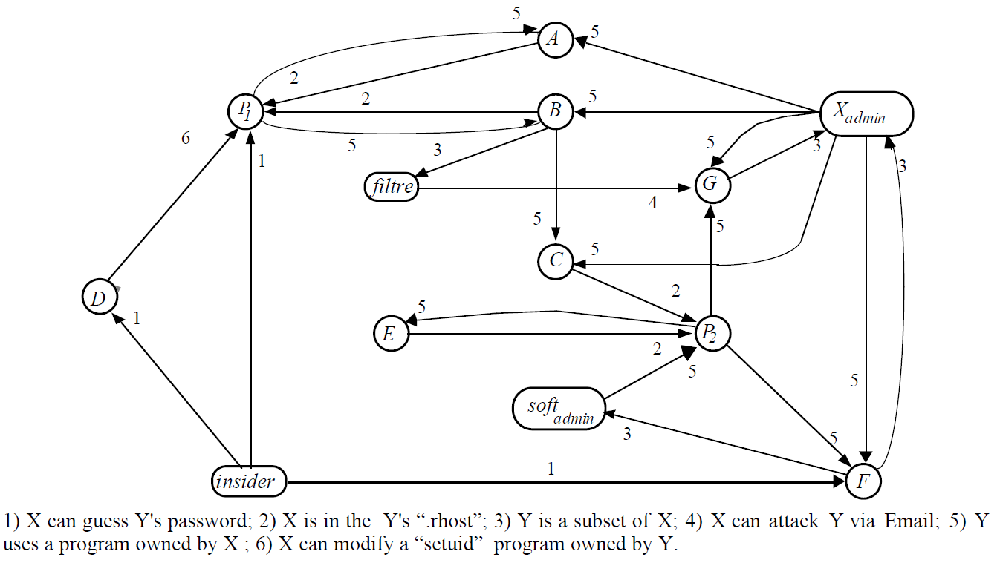 5
A
5
2
P1
2
B
5
Xadmin
6
5
3
5
3
1
filtre
4
G
3
5
5
C
5
2
D
1
5
E
2
P2
5
5
softadmin
3
5
1
insider
F
1) X can guess Y's password; 2) X is in the Y's “.rhost”; 3) Y is a subset of X; 4) X can attack Y via Email; 5) Y
uses a program owned by X ; 6) X can modify a “setuid” program owned by Y.